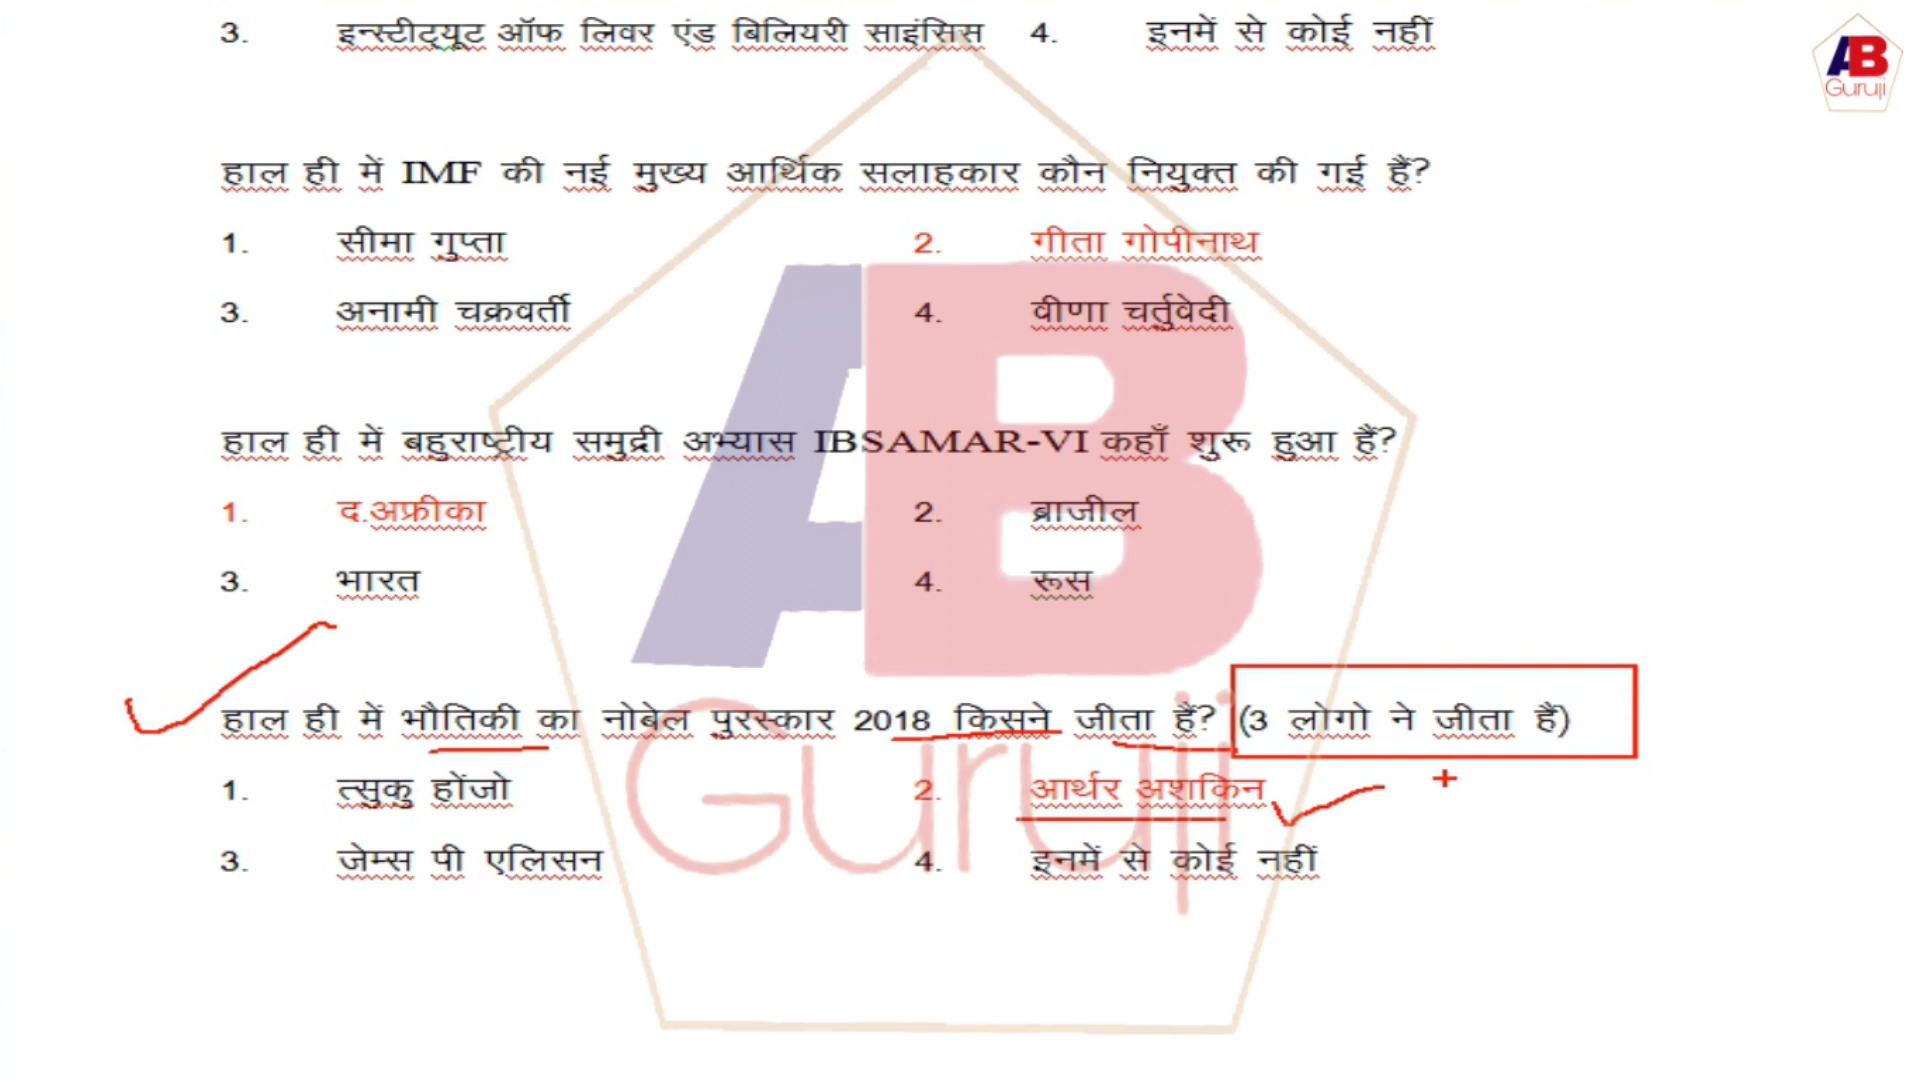 3. इन्स्टीट्यूट ऑफ लिवर एंड बिलियरी साइंसिस 4. इनमें से कोई नहीं
AB
Guruji
हाल ही में IMF की नई मुख्य आर्थिक सलाहकार कौन नियुक्त की गई हैं?
1. सीमा गुप्ता 2. गीता गोपीनाथ
3. अनामी चक्रवर्ती 4. वीणा चर्तुवेदी
हाल ही में बहुराष्ट्रीय समुद्री अभ्यास IBSAMAR-VI कहाँ शुरू हुआ हैं?
1. द.अफ्रीका 2. ब्राजील
3. भारत 4. रूस
हाल ही में भौतिकी का नोबेल पुरस्कार 2018 किसने जीता हैं? (3 लोगो ने जीता हैं)
1. त्सुकु होंजो 2. आर्थर अशकिन
3. जेम्स पी एलिसन 4. इनमें से कोई नहीं
AB
Guruji